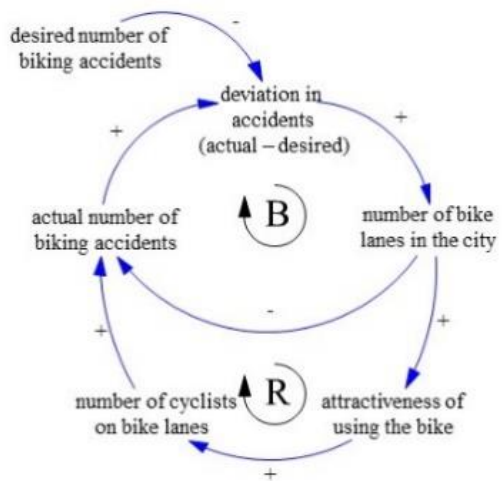 -
desired number of
biking accidents
deviation in
accidents
(actual – desired)
+
+
actual number of
biking accidents
B
number of bike
lanes in the city
-
+
+
number of cyclists
on bike lanes
R
attractiveness of
using the bike
+